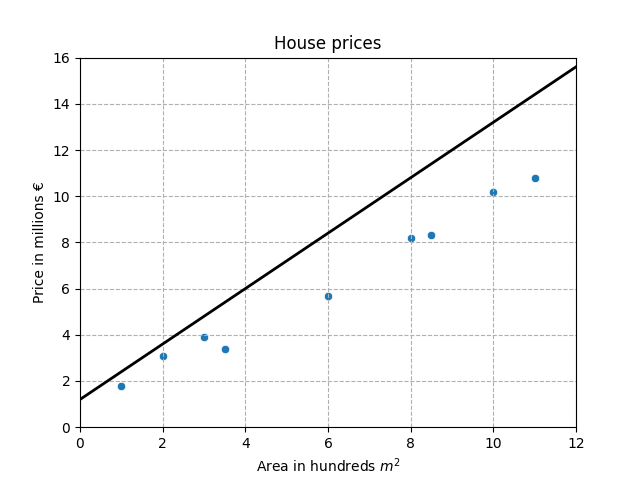 House prices
Price in millions €
16
14
12
10
8
6
4
2
0
0 2 4 6 8 10 12
Area in hundreds m²